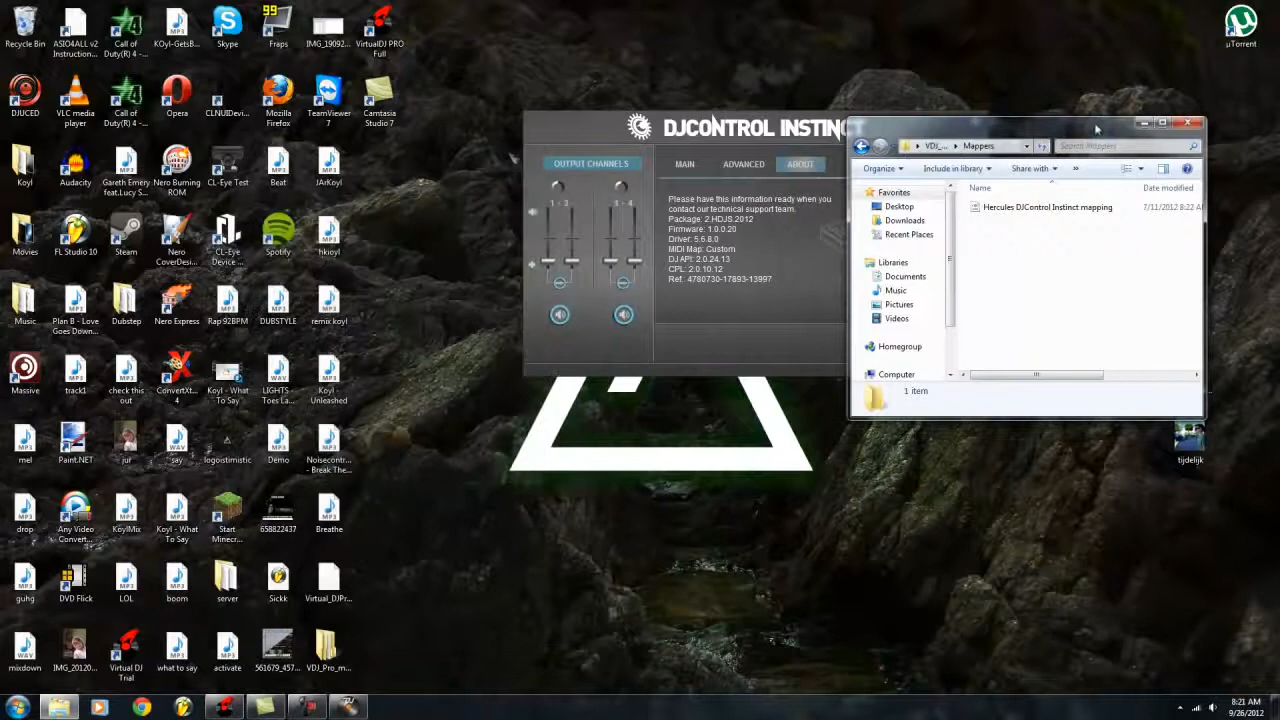 99
Recycle Bin
ASIO4ALL v2
Instruction...
Call of
Duty(R) 4 -...
KOyl-GetsB...
Skype
Fraps
IMG_19092...
VirtualDJ PRO
Full
µTorrent
DJUCED
VLC media
player
Call of
Duty(R) 4 -...
Opera
CLNUIDevi...
Mozilla
Firefox
TeamViewer
7
Camtasia
Studio 7
Koyl
Audacity
Gareth Emery
feat.Lucy S...
Nero Burning
ROM
CL-Eye Test
Beat
JArKoyl
Movies
FL Studio 10
Steam
Nero
CoverDesi...
CL-Eye
Device ...
Spotify
hkloyl
Music
Plan B - Love
Goes Down...
Dubstep
Nero Express
Rap 92BPM
DUBSTYLE
remix koyl
Massive
track1
check this
out
ConvertXt...
4
Koyl - What
To Say
LIGHTS -
Toes La...
Koyl
Unleashed
mel
Paint.NET
jur
say
logoistimistic
Demo
Noisecontr...
- Break The...
drop
Any Video
Convert...
KoylMix
Koyl - What
To Say
Start
Minecr...
658822437
Breathe
guhg
DVD Flick
LOL
boom
server
Sickk
Virtual_DJPr...
mixdown
IMG_20120...
Virtual DJ
Trial
what to say
activate
561679_457...
VDJ_Pro_m...
tijdelijk
DJCONTROL INSTINC
OUTPUT CHANNELS
1 - 2
3 - 4
MAIN
ADVANCED
ABOUT
Please have this information ready when you
contact our technical support team.
Package: 2.HDJS.2012
Firmware: 1.0.0.20
Driver: 5.6.8.0
MIDI Map: Custom
DJ API: 2.0.24.13
CPL: 2.0.10.12
Ref.: 4780730-17893-13997
VDJ_...
Mappers
Search Mappers
Organize
Include in library
Share with
»
Favorites
Desktop
Downloads
Recent Places
Libraries
Documents
Music
Pictures
Videos
Homegroup
Computer
Name
Date modified
Hercules DJControl Instinct mapping
7/11/2012 8:22 A
1 item
8:21 AM
9/26/2012